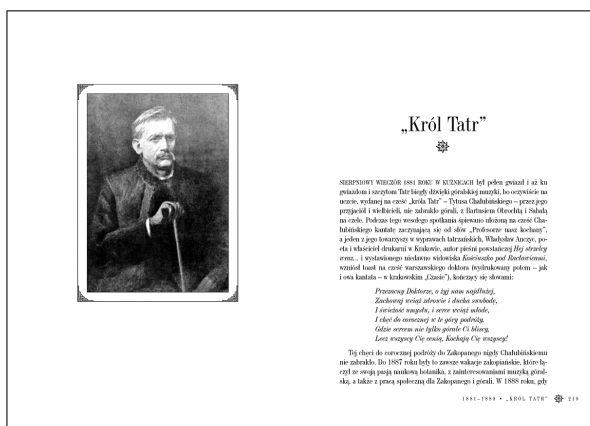 „Król Tatr”
SIERPNIOWY WIECZÓR 1881 ROKU W KUŹNICACH był pełen gwiazd i aż ku
gwiazdom i szczytom Tatr biegły dźwięki góralskiej muzyki, bo oczywiście na
uczcie, wydanej na cześć „króla Tatr” – Tytusa Chałubińskiego – przez jego
przyjaciół i wielbicieli, nie zabrakło górali, z Bartusiem Obrochtą i Sabałą
na czele. Podczas tego wesołego spotkania śpiewano ułożoną na cześć Cha-
łubińskiego kantatę zaczynającą się od słów „Profesorze nasz kochany”,
a jeden z jego towarzyszy w wyprawach tatrzańskich, Władysław Anczyc, po-
eta i właściciel drukarni w Krakowie, autor pieśni powstańczej Hej strzelcy
wraz... i wystawionego niedawno widowiska Kościuszko pod Racławicami,
wzniósł toast na cześć warszawskiego doktora (wydrukowany potem – jak
i owa kantata – w krakowskim „Czasie”), kończący się słowami:
Przezacny Doktorze, o żyj nam najdłużej,
Zachowuj wciąż zdrowie i ducha swobodę,
I świeżość umysłu, i serce wciąż młode,
I chęć do corocznej w te góry podróży,
Gdzie sercem nie tylko górale Ci bliscy,
Lecz wszyscy Cię cenią, Kochają Cię wszyscy!
Tej chęci do corocznej podróży do Zakopanego nigdy Chałubińskiemu
nie zabrakło. Do 1887 roku były to zawsze wakacje zakopiańskie, które łą-
czył ze swoją pasją naukową botanika, z zainteresowaniami muzyką góral-
ską, a także z pracą społeczną dla Zakopanego i górali. W 1888 roku, gdy
1881–1889 • „KRÓL TATR” 219